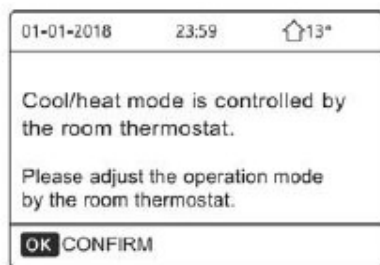 01-01-2018 23:59 13°
Cool/heat mode is controlled by
the room thermostat.
Please adjust the operation mode
by the room thermostat.
OK CONFIRM